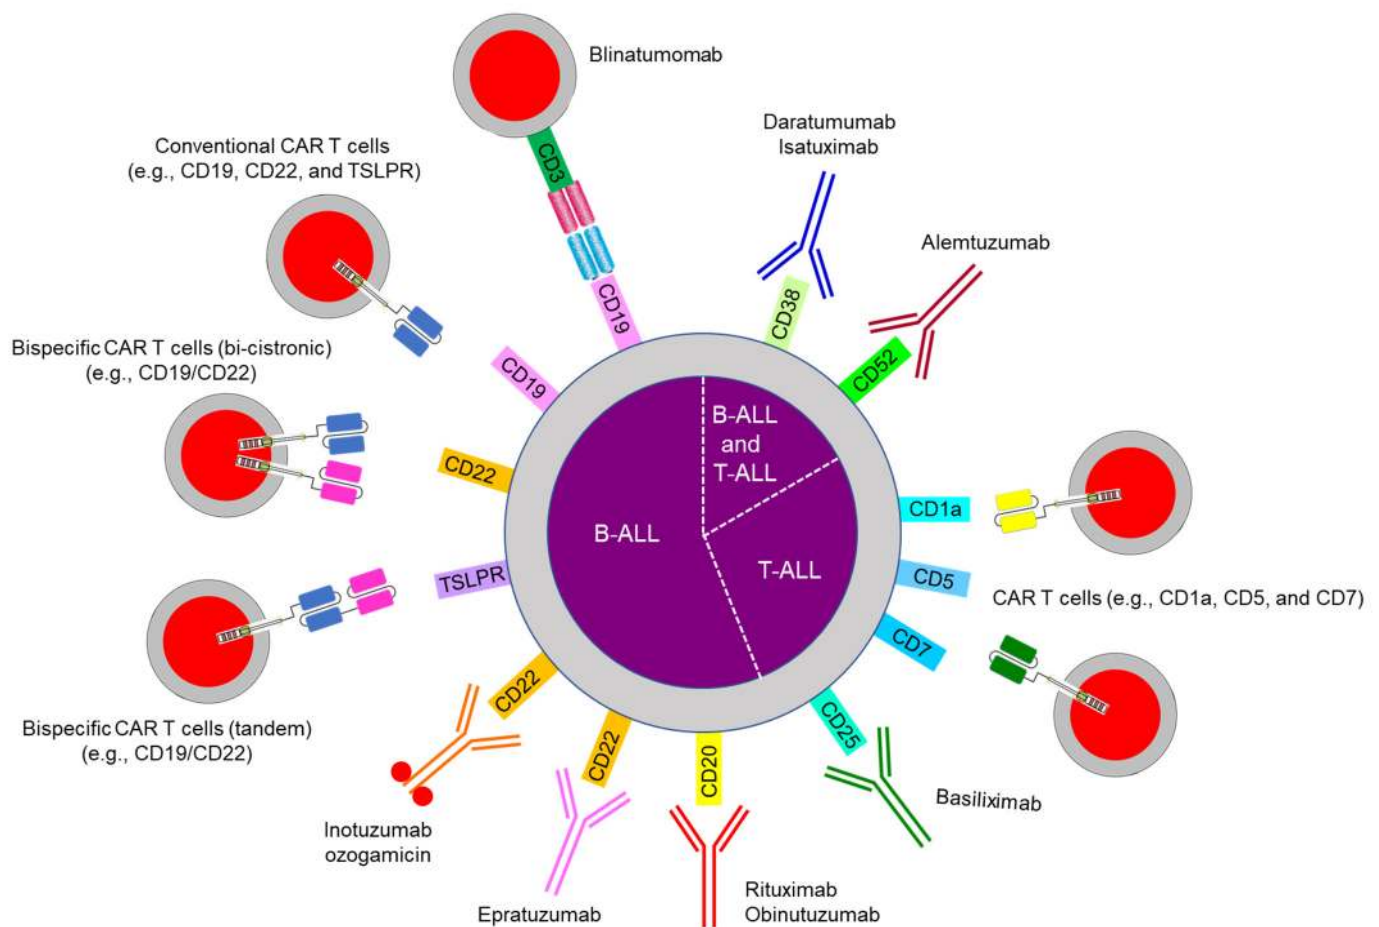 Blinatumomab
Conventional CAR T cells
(e.g., CD19, CD22, and TSLPR)
Daratumumab
Isatuximab
CD3
Alemtuzumab
CD38
CD19
Bispecific CAR T cells (bi-cistronic)
(e.g., CD19/CD22)
CD19
CD52
B-ALL
and
T-ALL
CD22
CD1a
B-ALL
T-ALL
TSLPR
CD5
CAR T cells (e.g., CD1a, CD5, and CD7)
CD7
CD22
CD25
CD22
CD20
Bispecific CAR T cells (tandem)
(e.g., CD19/CD22)
Basiliximab
Inotuzumab
ozogamicin
Epratuzumab
Rituximab
Obinutuzumab